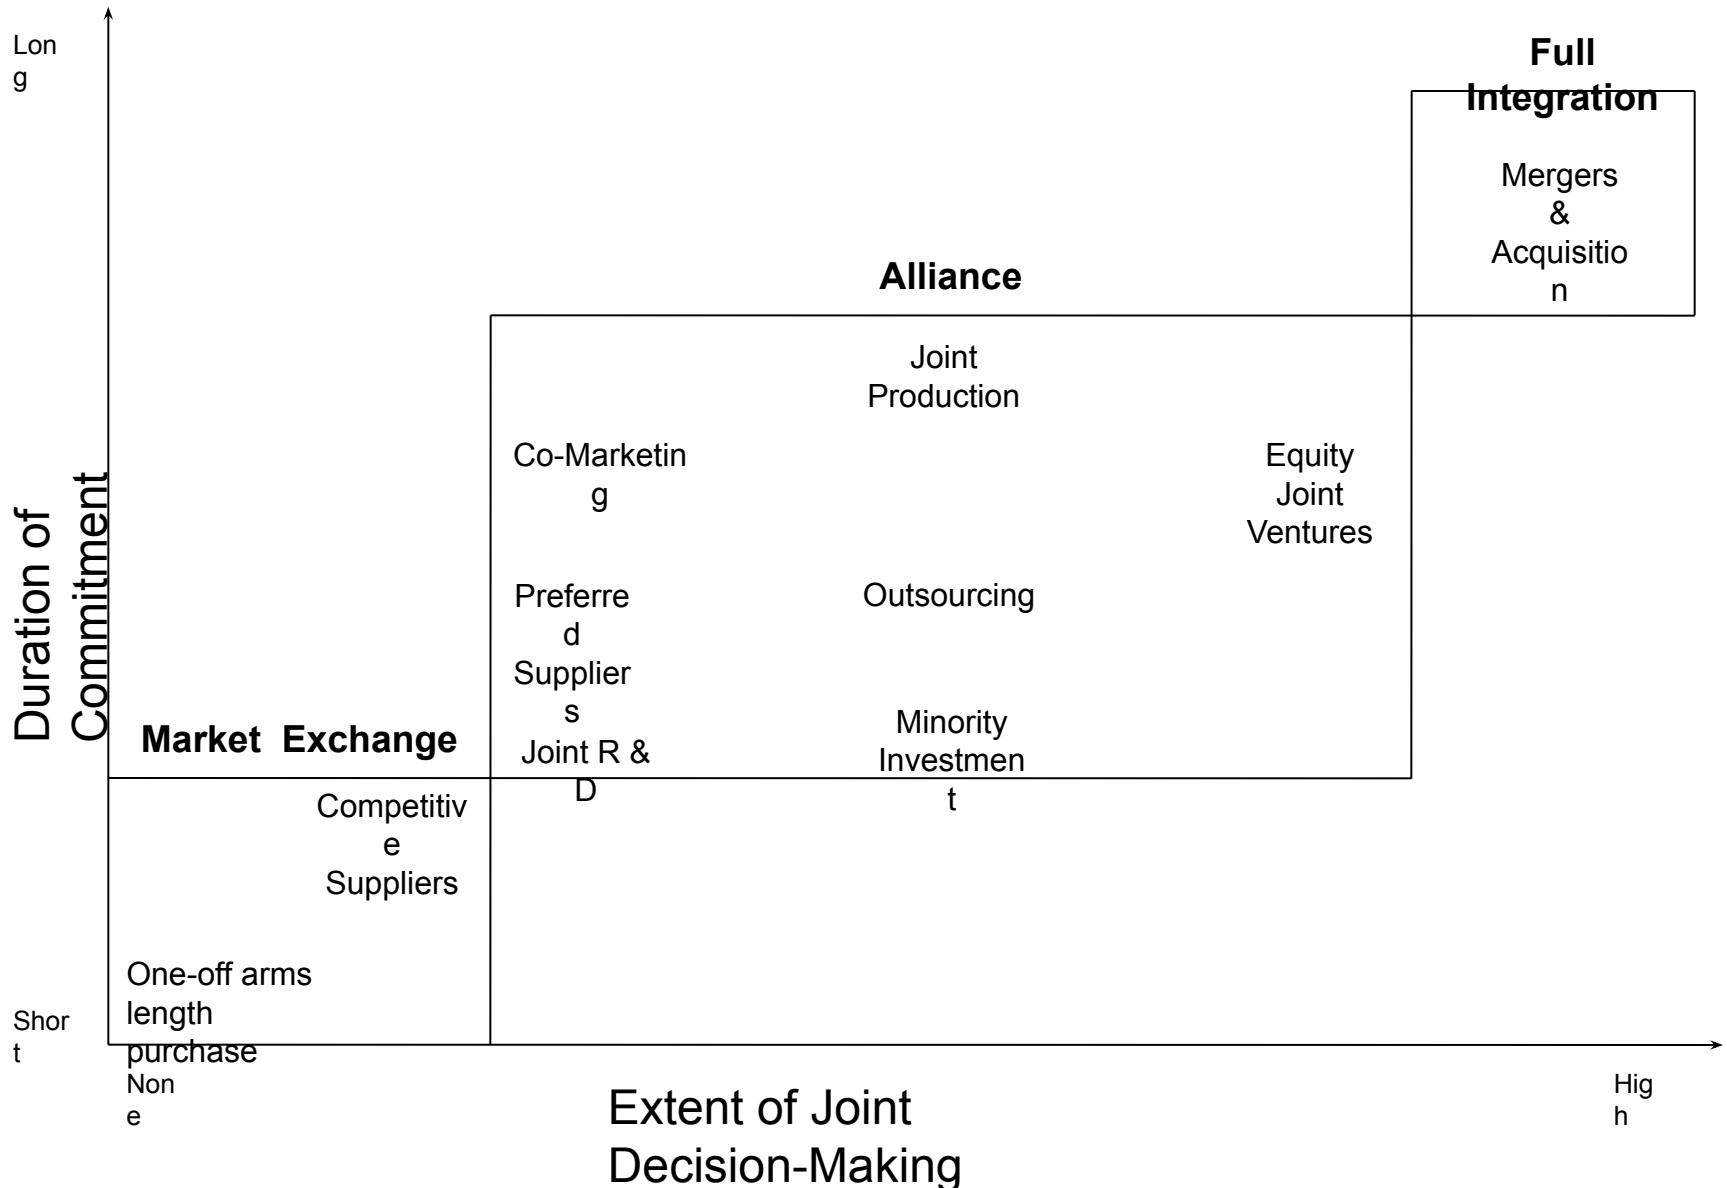 Lon
g
Full
Integration
Mergers
&
Acquisitio
n
Alliance
Joint
Production
Co-Marketin
g
Equity
Joint
Ventures
Duration of
Commitment
Preferre
d
Supplier
s
Outsourcing
Market  Exchange
Joint R &
D
Minority
Investmen
t
Competitiv
e
Suppliers
One-off arms
length
purchase
Shor
t
Non
e
Extent of Joint
Decision-Making
Hig
h